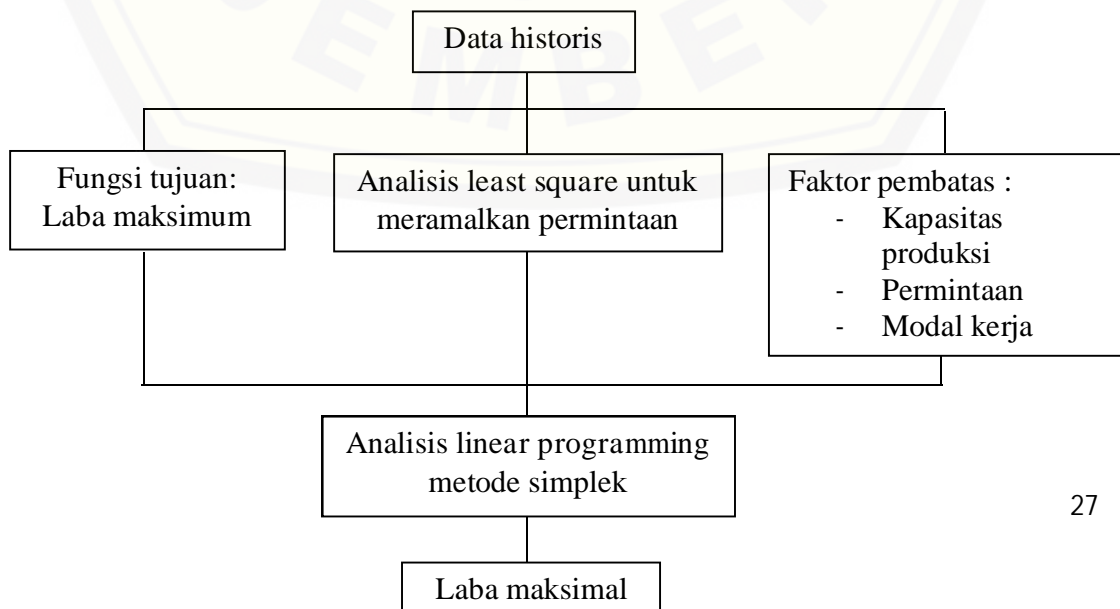 Data historis
Fungsi tujuan:
Laba maksimum
Analisis least square untuk
meramalkan permintaan
Faktor pembatas :
- Kapasitas
produksi
- Permintaan
- Modal kerja
Analisis linear programming
metode simplek
27
Laba maksimal